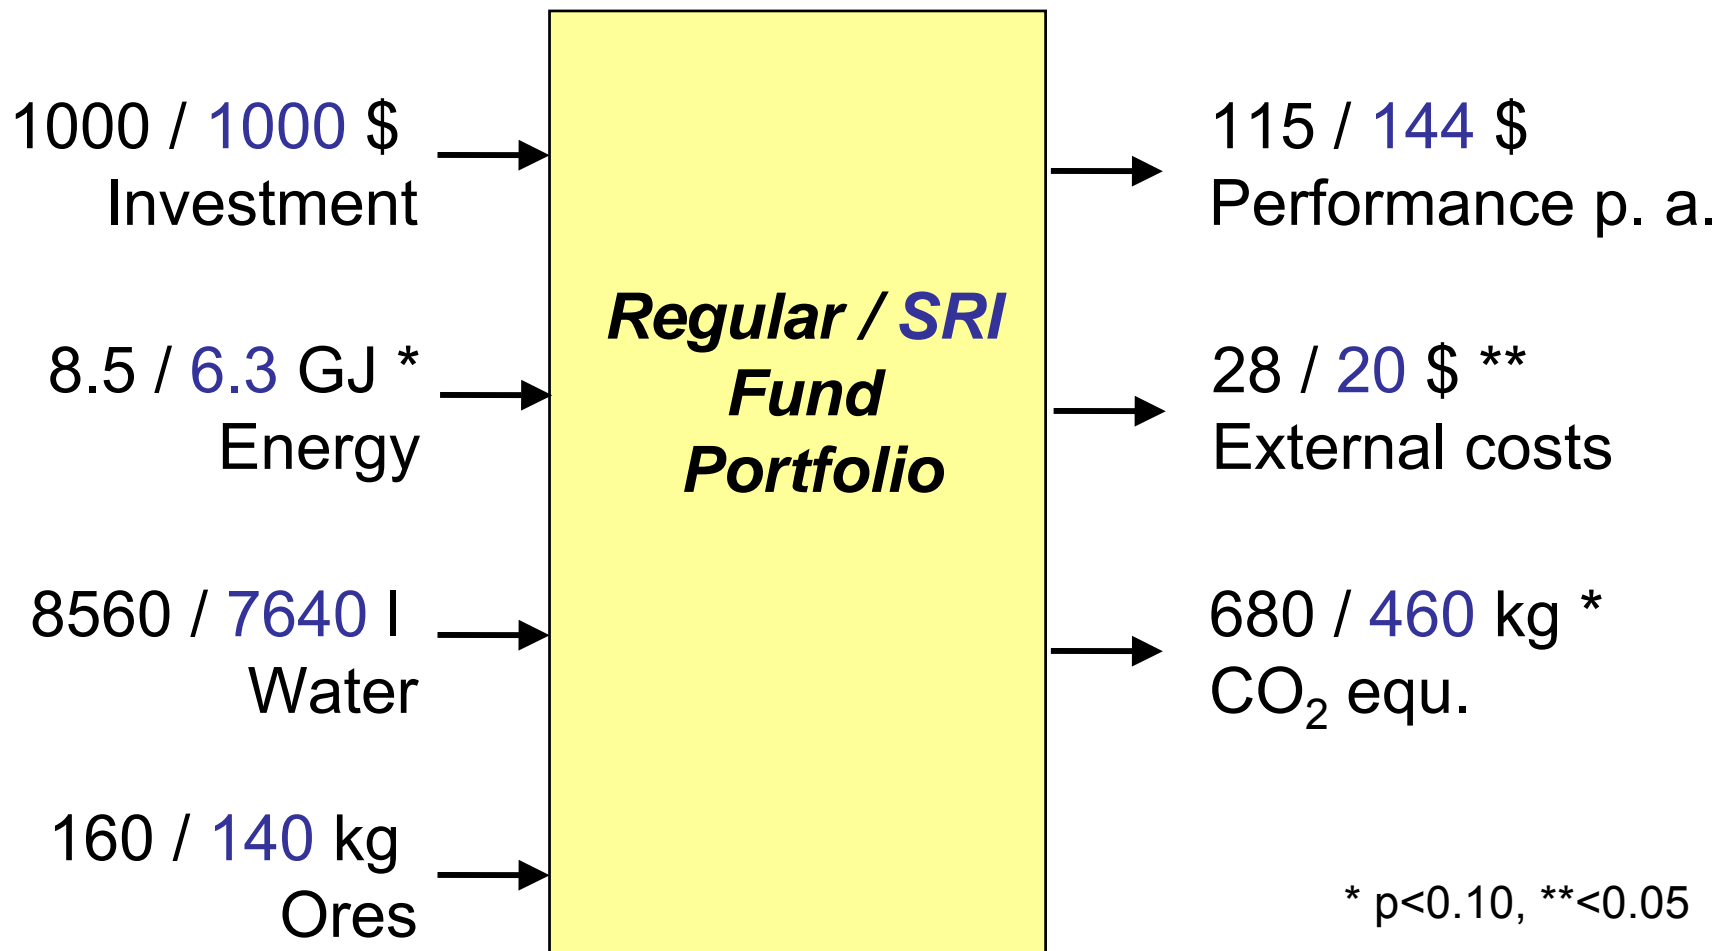 1000 / 1000 $
Investment
8.5 / 6.3 GJ *
Energy
8560 / 7640 l
Water
160 / 140 kg
Ores
Regular / SRI
Fund
Portfolio
115 / 144 $
Performance p. a.
28 / 20 $ **
External costs
680 / 460 kg *
CO₂ equ.
* p<0.10, **<0.05